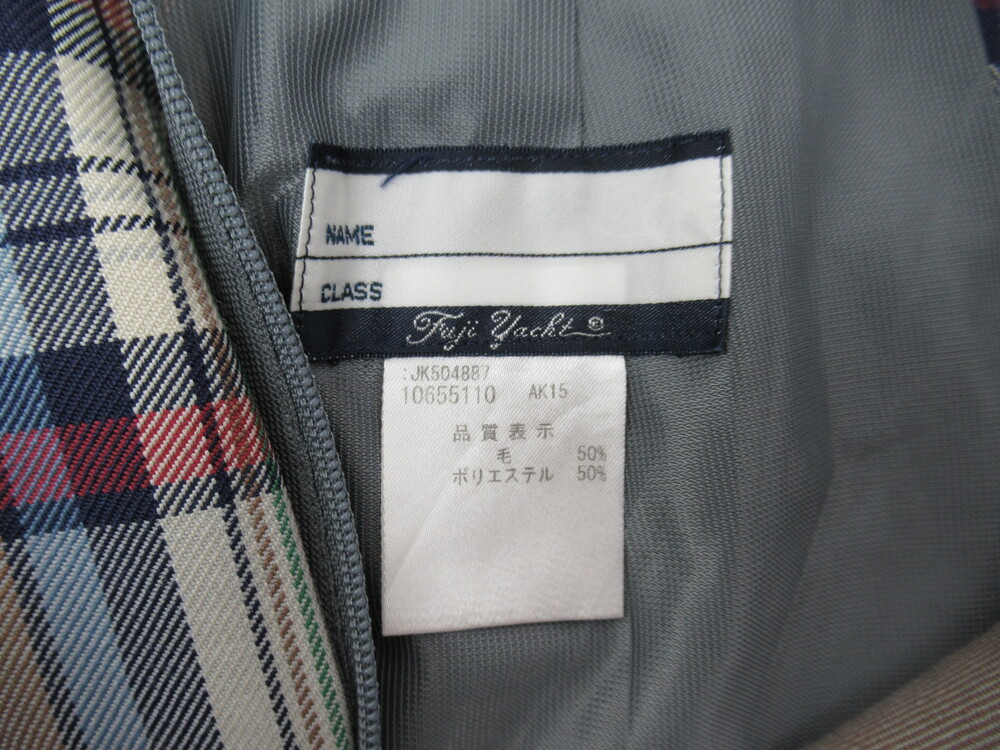 NAME
CLASS
Fuji Yacht ®
:JK504887
10655110 AK15
品質表示
毛 50%
ポリエステル 50%